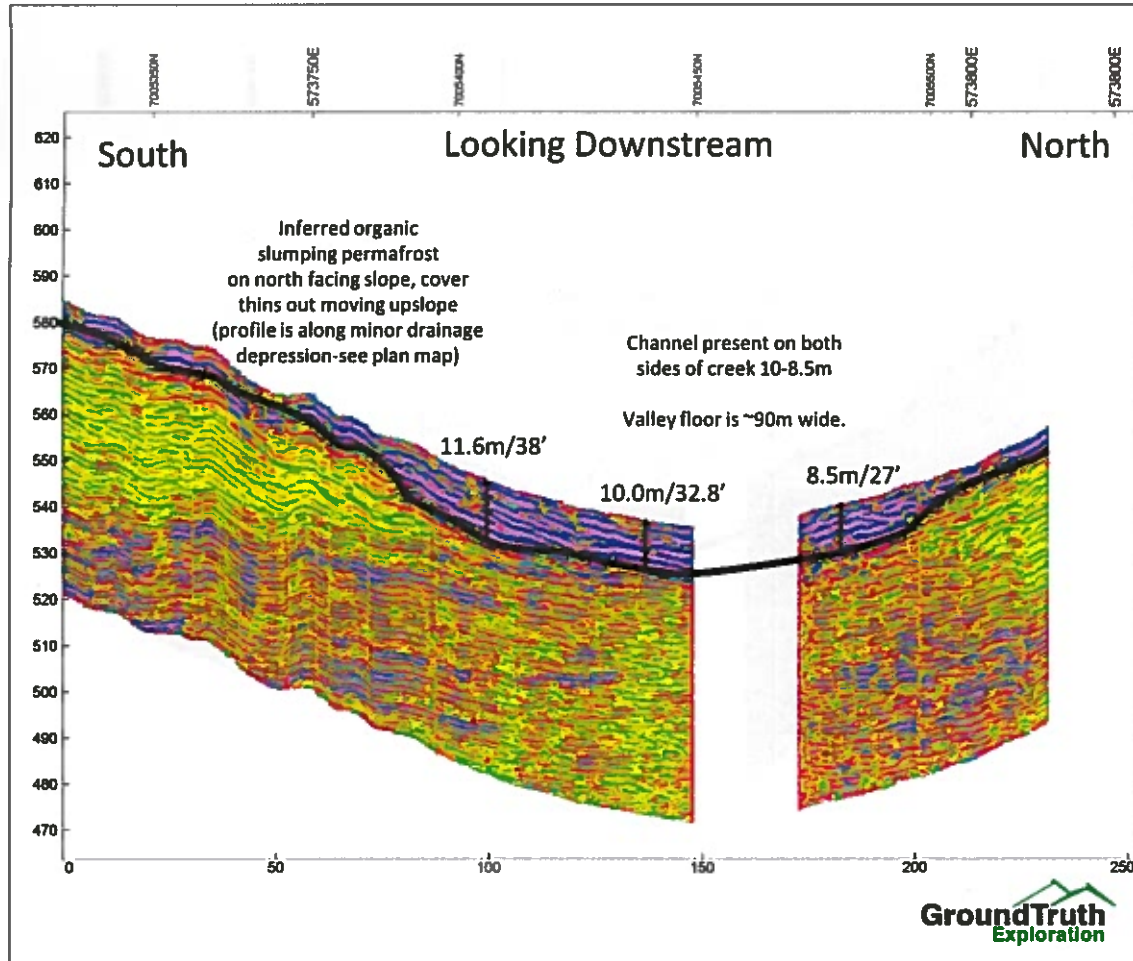 7005350N
573750E
7005400N
7005450N
7005500N
573800E
573800E
South
Looking Downstream
North
620
610
600
590
580
570
560
550
540
530
520
510
500
490
480
470
Inferred organic
slumping permafrost
on north facing slope, cover
thins out moving upslope
(profile is along minor drainage
depression-see plan map)
Channel present on both
sides of creek 10-8.5m
Valley floor is ~90m wide.
11.6m/38'
10.0m/32.8'
8.5m/27'
0
50
100
150
200
250
GroundTruth
Exploration